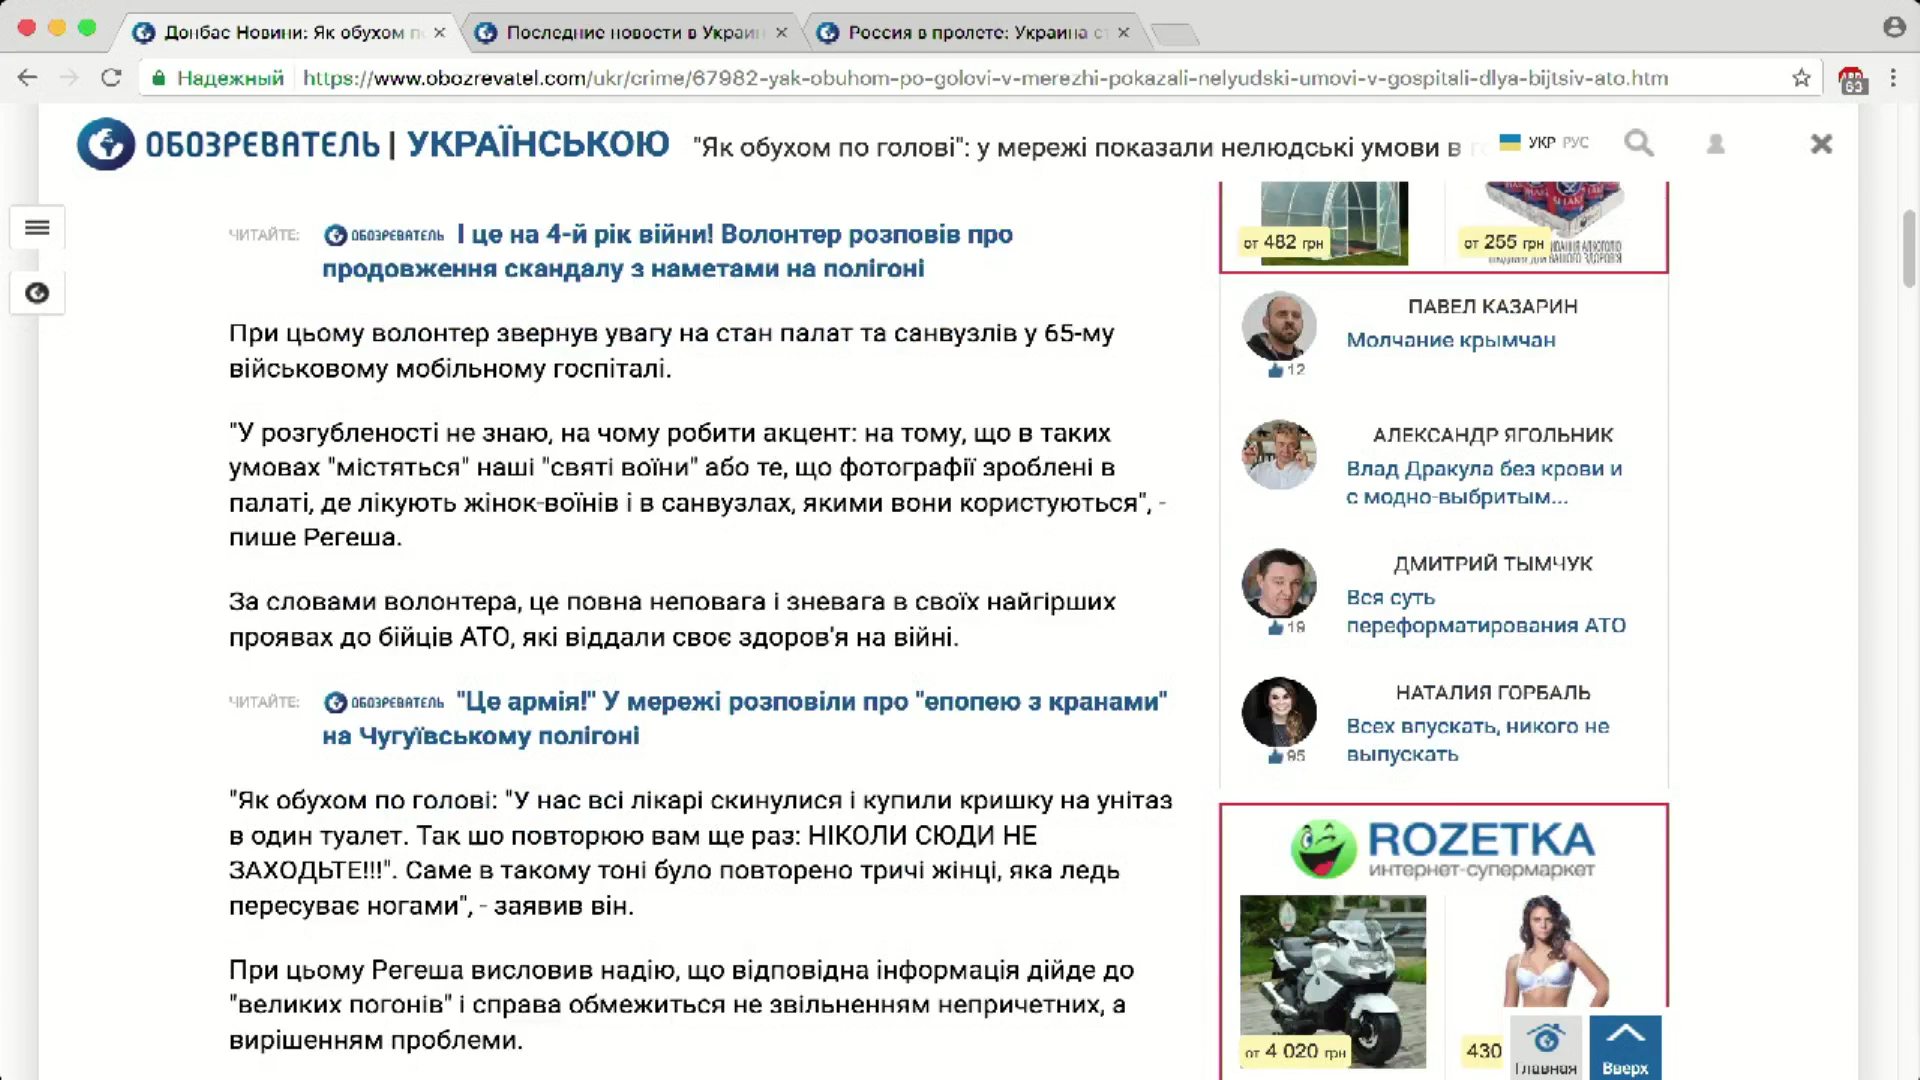 Донбас Новини: Як обухом
Последние новости в Украин
Россия в пролете: Украина
Надежный https://www.obozrevatel.com/ukr/crime/67982-yak-obuhom-po-golovi-v-merezhi-pokazali-nelyudski-umovi-v-gospitali-dlya-bijtsiv-ato.htm
63
ОБОЗРЕВАТЕЛЬ | УКРАЇНСЬКОЮ
"Як обухом по голові": у мережі показали нелюдські умови в
УКР РУС
ЧИТАЙТЕ: ОБОЗРЕВАТЕЛЬ І це на 4-й рік війни! Волонтер розповів про
продовження скандалу з наметами на полігоні
При цьому волонтер звернув увагу на стан палат та санвузлів у 65-му
військовому мобільному госпіталі.
"У розгубленості не знаю, на чому робити акцент: на тому, що в таких
умовах "містяться" наші "святі воїни" або те, що фотографії зроблені в
палаті, де лікують жінок-воїнів і в санвузлах, якими вони користуються", -
пише Регеша.
За словами волонтера, це повна неповага і зневага в своїх найгірших
проявах до бійців АТО, які віддали своє здоров'я на війні.
ЧИТАЙТЕ: ОБОЗРЕВАТЕЛЬ "Це армія!" У мережі розповіли про "епопею з кранами"
на Чугуївському полігоні
"Як обухом по голові: "У нас всі лікарі скинулися і купили кришку на унітаз
в один туалет. Так шо повторюю вам ще раз: НІКОЛИ СЮДИ НЕ
ЗАХОДЬТЕ!!!". Саме в такому тоні було повторено тричі жінці, яка ледь
пересуває ногами", - заявив він.
При цьому Регеша висловив надію, що відповідна інформація дійде до
"великих погонів" і справа обмежиться не звільненням непричетних, а
вирішенням проблеми.
от 482 грн
от 255 грн
ПАВЕЛ КАЗАРИН
Молчание крымчан
12
АЛЕКСАНДР ЯГОЛЬНИК
Влад Дракула без крови и
с модно-выбритым...
ДМИТРИЙ ТЫМЧУК
Вся суть
переформатирования АТО
19
НАТАЛИЯ ГОРБАЛЬ
Всех впускать, никого не
выпускать
95
ROZETKA
интернет-супермаркет
от 4 020 грн
430
Главная
Вверх